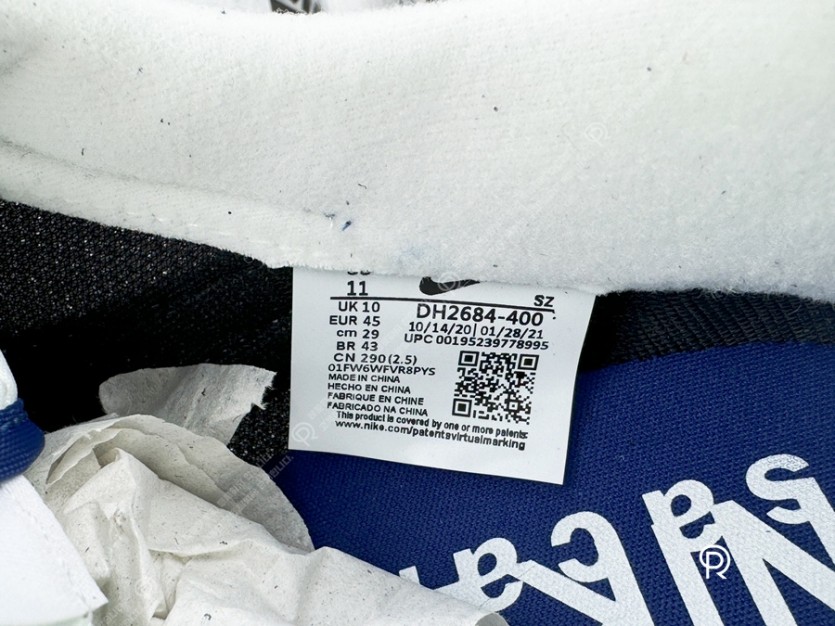 11
SZ
UK 10
EUR 45
cm 29
BR 43
CN 290 (2.5)
DH2684-400
10/14/20| 01/28/21
UPC 00195239778995
01FW6WFVR8PYS
MADE IN CHINA
HECHO EN CHINA
FABRIQUE EN CHINE
FABRICADO NA CHINA
This product is covered by one or more patents:
www.nike.com/patentsvirtualmarking
saca